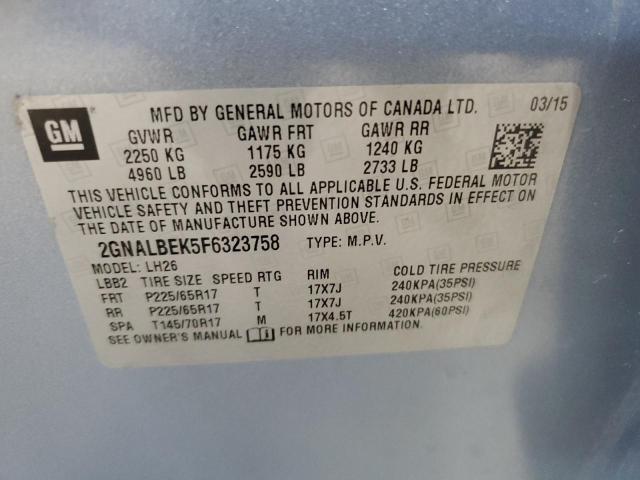 GM
MFD BY GENERAL MOTORS OF CANADA LTD. 03/15
GVWR GAWR FRT GAWR RR
2250 KG 1175 KG 1240 KG
4960 LB 2590 LB 2733 LB
THIS VEHICLE CONFORMS TO ALL APPLICABLE U.S. FEDERAL MOTOR
VEHICLE SAFETY AND THEFT PREVENTION STANDARDS IN EFFECT ON
THE DATE OF MANUFACTURE SHOWN ABOVE.
2GNALBEK5F6323758 TYPE: M.P.V.
MODEL: LH26
LBB2 TIRE SIZE SPEED RTG RIM COLD TIRE PRESSURE
FRT P225/65R17 T 17X7J 240KPA(35PSI)
RR P225/65R17 T 17X7J 240KPA(35PSI)
SPA T145/70R17 M 17X4.5T 420KPA(60PSI)
SEE OWNER'S MANUAL FOR MORE INFORMATION.